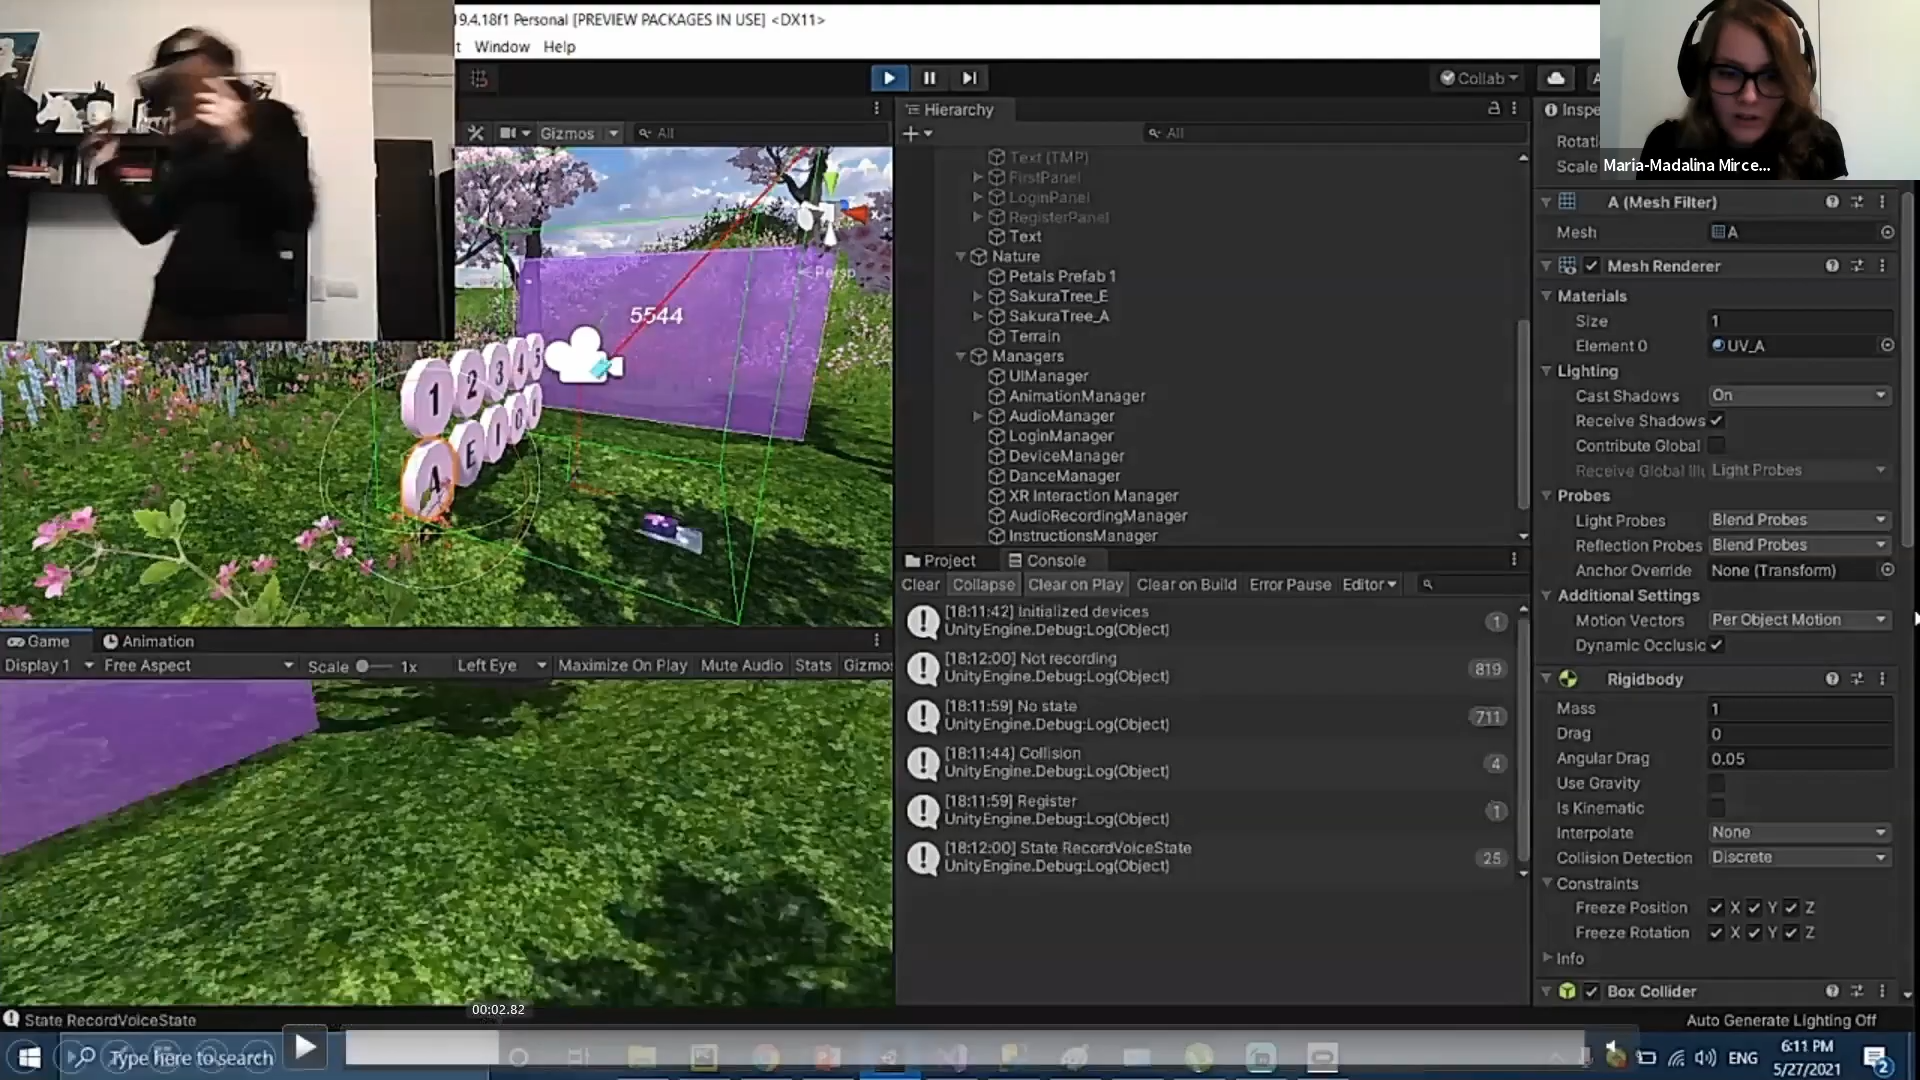 19.4.18f1 Personal [PREVIEW PACKAGES IN USE] <DX11>
t Window Help
Collab
Hierarchy
Inspe
Gizmos All
All
Rotati
Scale
Maria-Madalina Mirce...
Text (TMP)
FirstPanel
LoginPanel
RegisterPanel
Text
Nature
Petals Prefab 1
SakuraTree_E
SakuraTree_A
Terrain
Managers
UIManager
AnimationManager
AudioManager
LoginManager
DeviceManager
DanceManager
XR Interaction Manager
AudioRecordingManager
InstructionsManager
x
Persp
5544
1 2 3 4 5
A E I O
A (Mesh Filter)
Mesh A
Mesh Renderer
Materials
Size 1
Element 0 UV_A
Lighting
Cast Shadows On
Receive Shadows
Contribute Global
Receive Global Illu Light Probes
Probes
Light Probes Blend Probes
Reflection Probes Blend Probes
Anchor Override None (Transform)
Additional Settings
Motion Vectors Per Object Motion
Dynamic Occlusic
Rigidbody
Mass 1
Drag 0
Angular Drag 0.05
Use Gravity
Is Kinematic
Interpolate None
Collision Detection Discrete
Constraints
Freeze Position X Y Z
Freeze Rotation X Y Z
Info
Box Collider
Project Console
Clear Collapse Clear on Play Clear on Build Error Pause Editor
[18:11:42] Initialized devices
UnityEngine.Debug:Log(Object)
1
[18:12:00] Not recording
UnityEngine.Debug:Log(Object)
819
[18:11:59] No state
UnityEngine.Debug:Log(Object)
711
[18:11:44] Collision
UnityEngine.Debug:Log(Object)
4
[18:11:59] Register
UnityEngine.Debug:Log(Object)
1
[18:12:00] State RecordVoiceState
UnityEngine.Debug:Log(Object)
25
Game Animation
Display 1 Free Aspect Scale 1x Left Eye Maximize On Play Mute Audio Stats Gizmos
00:02.82
State RecordVoiceState
Auto Generate Lighting Off
Type here to search
ENG
6:11 PM
5/27/2021
2